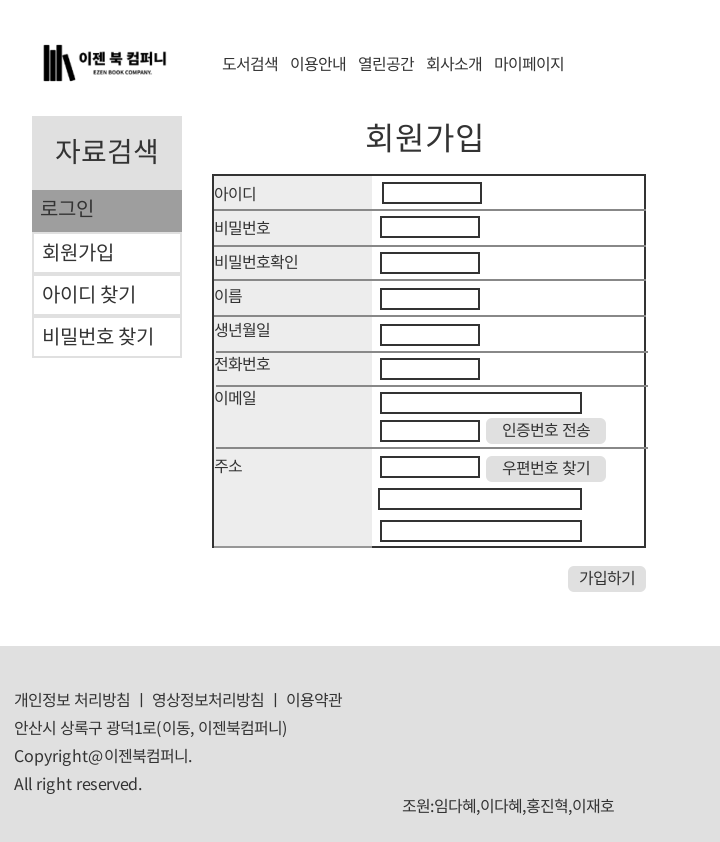 이젠 북 컴퍼니
EZEN BOOK COMPANY.
도서검색 이용안내 열린공간 회사소개 마이페이지
자료검색
로그인
회원가입
아이디 찾기
비밀번호 찾기
회원가입
아이디
비밀번호
비밀번호확인
이름
생년월일
전화번호
이메일
인증번호 전송
주소
우편번호 찾기
가입하기
개인정보 처리방침 ㅣ 영상정보처리방침 ㅣ 이용약관
안산시 상록구 광덕1로(이동, 이젠북컴퍼니)
Copyright@이젠북컴퍼니.
All right reserved.
조원:임다혜,이다혜,홍진혁,이재호